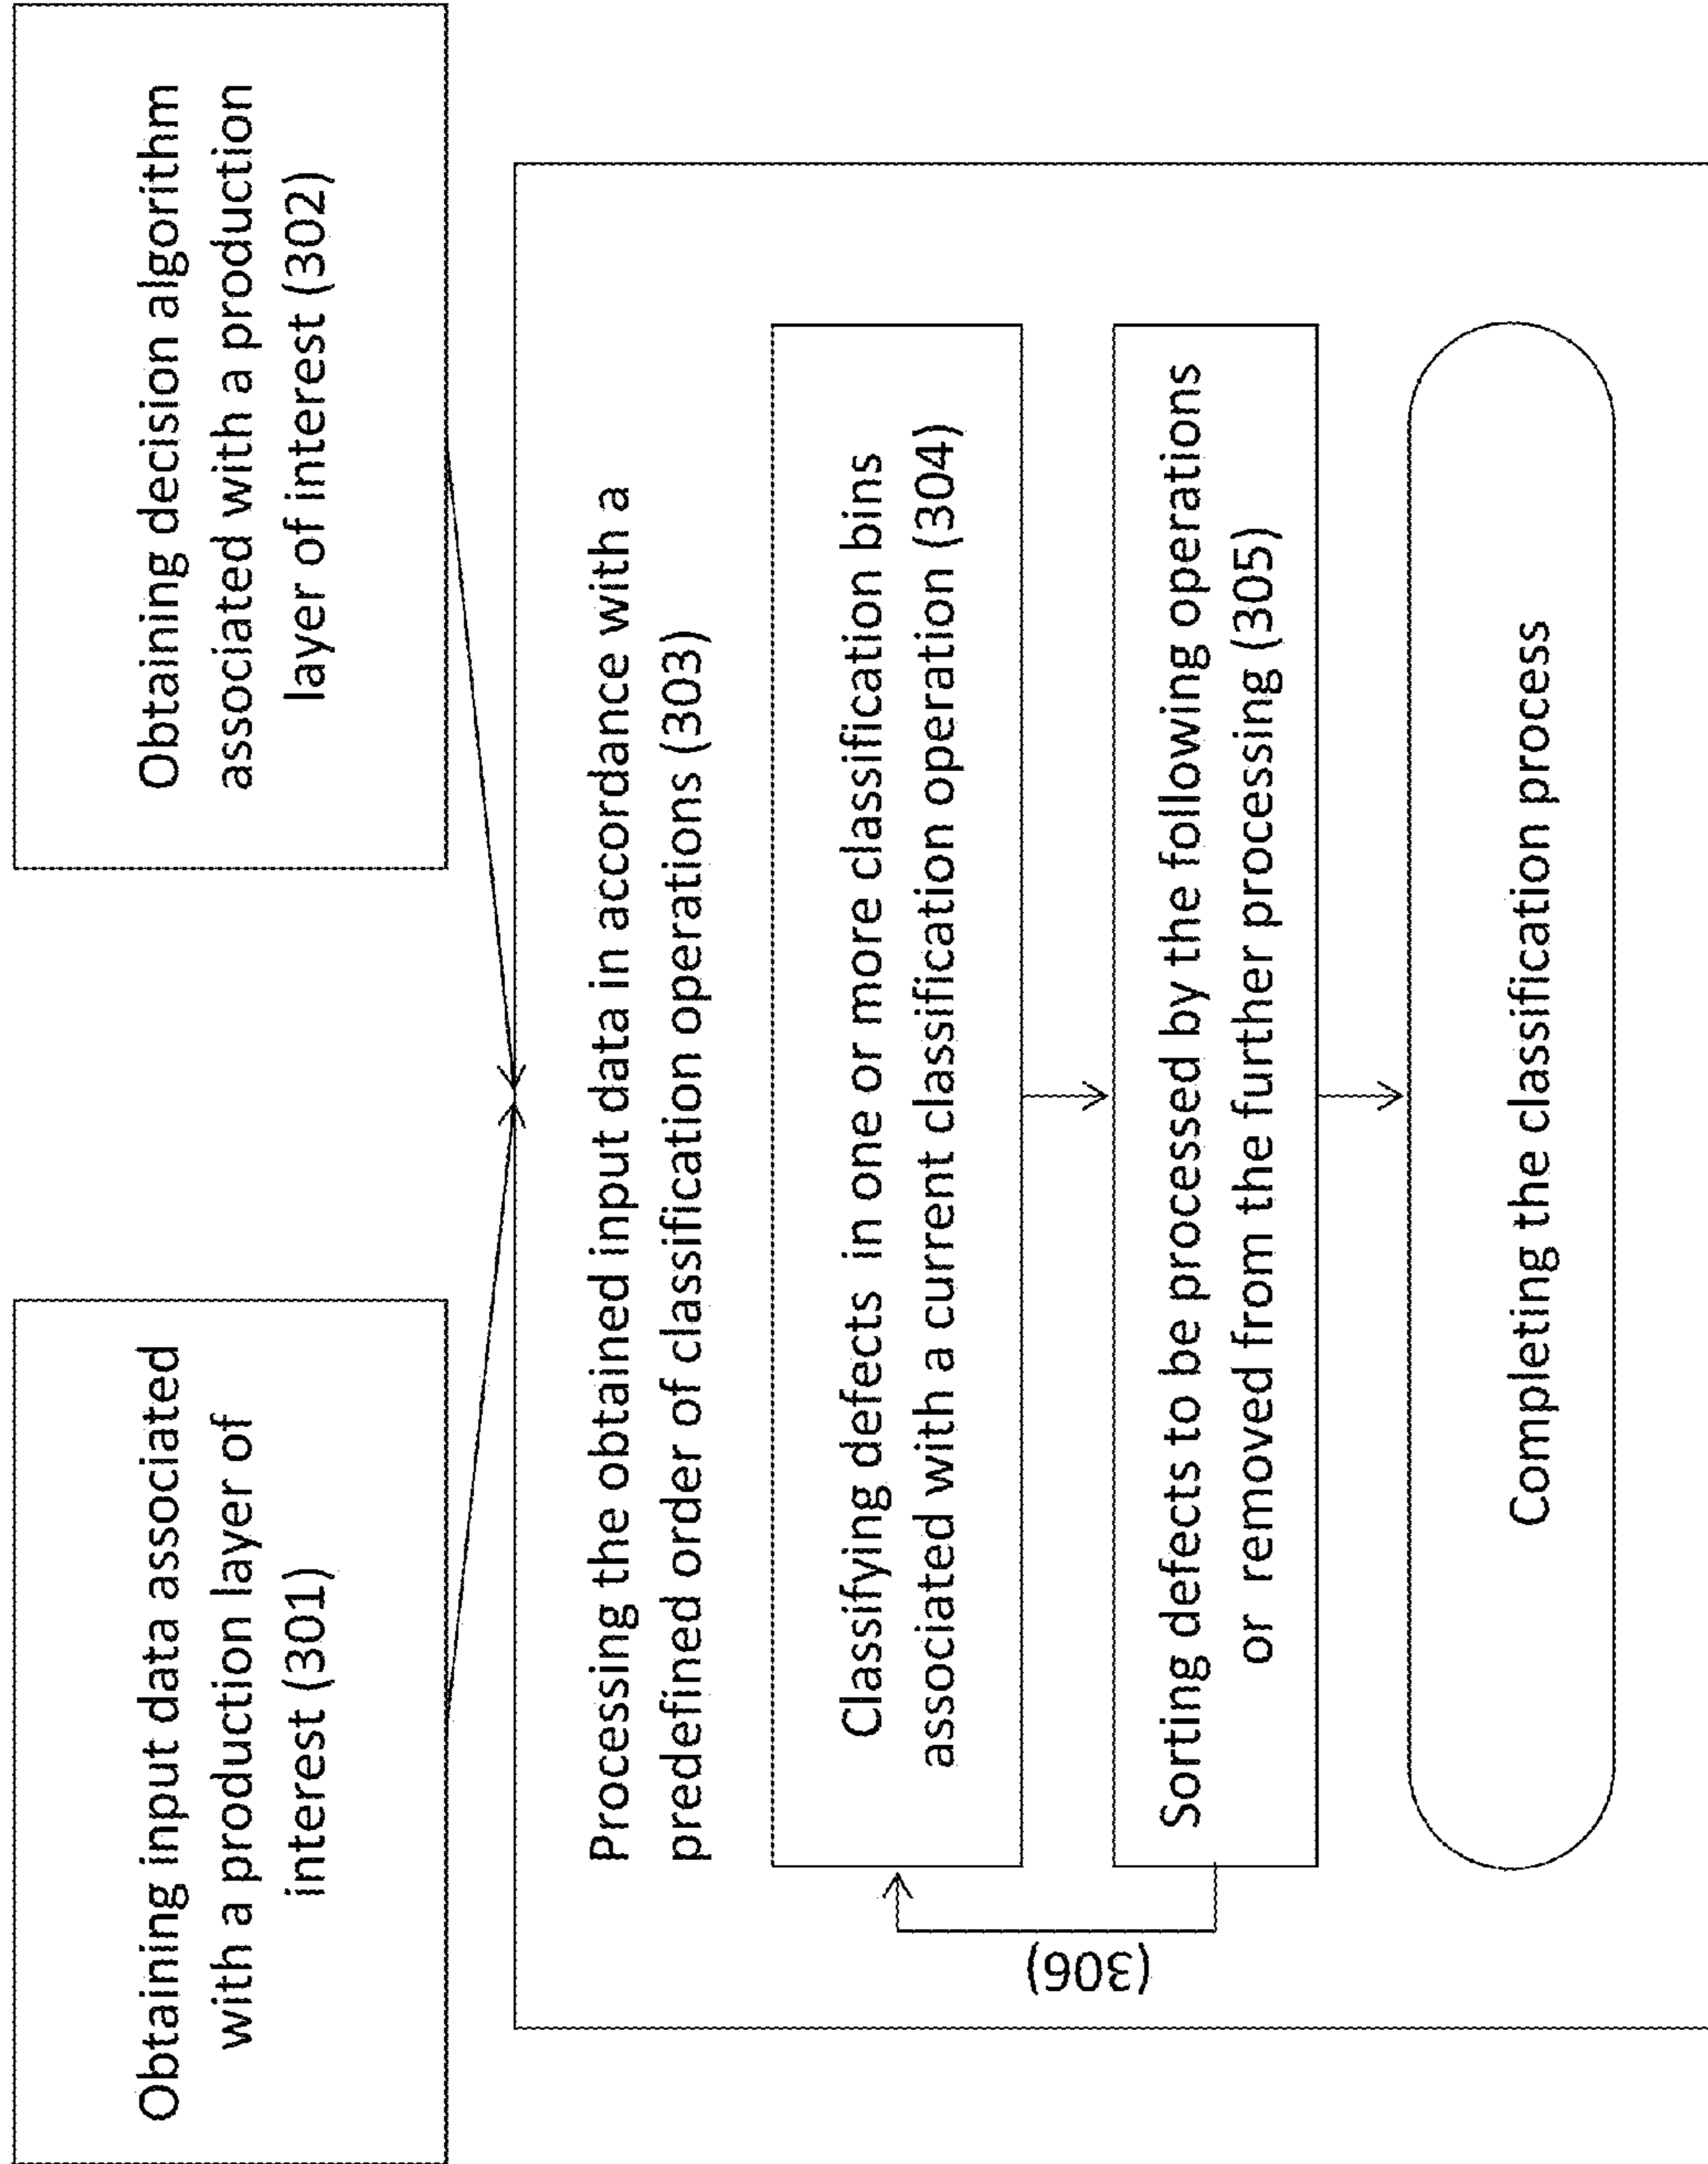 Obtaining input data associated
with a production layer of
interest (301)
Obtaining decision algorithm
associated with a production
layer of interest (302)
Processing the obtained input data in accordance with a
predefined order of classification operations (303)
Classifying defects in one or more classification bins
associated with a current classification operation (304)
(306)
Sorting defects to be processed by the following operations
or removed from the further processing (305)
Completing the classification process